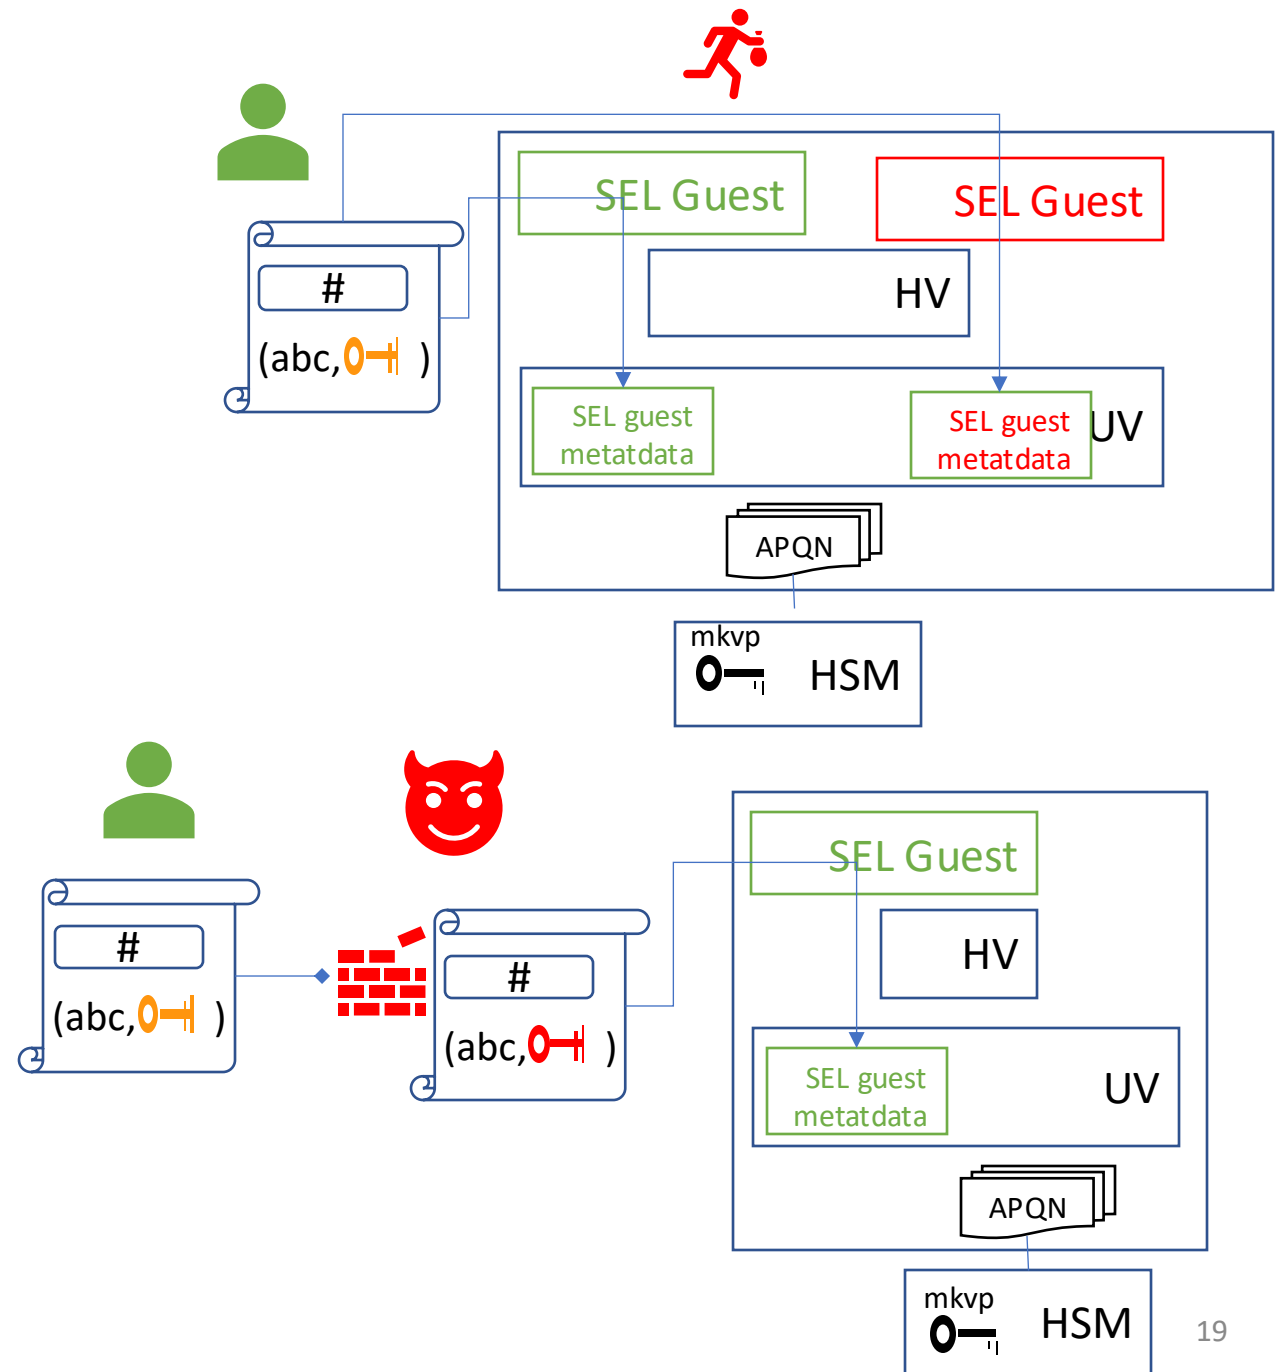 SEL Guest
SEL Guest
#
HV
(abc, )
SEL guest
metatdata
SEL guest
metatdata
UV
APQN
mkvp
HSM
SEL Guest
#
(abc, )
#
(abc, )
HV
SEL guest
metatdata
UV
APQN
mkvp
HSM
19